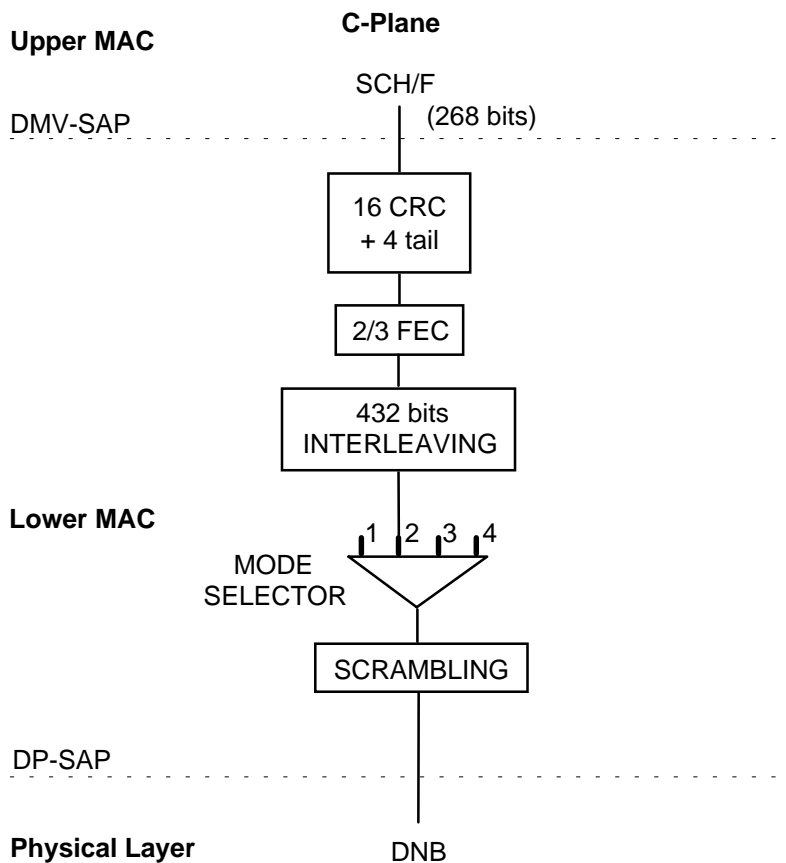 C-Plane
Upper MAC
SCH/F
(268 bits)
DMV-SAP
16 CRC
+ 4 tail
2/3 FEC
432 bits
INTERLEAVING
Lower MAC
1 2 3 4
MODE
SELECTOR
SCRAMBLING
DP-SAP
Physical Layer
DNB